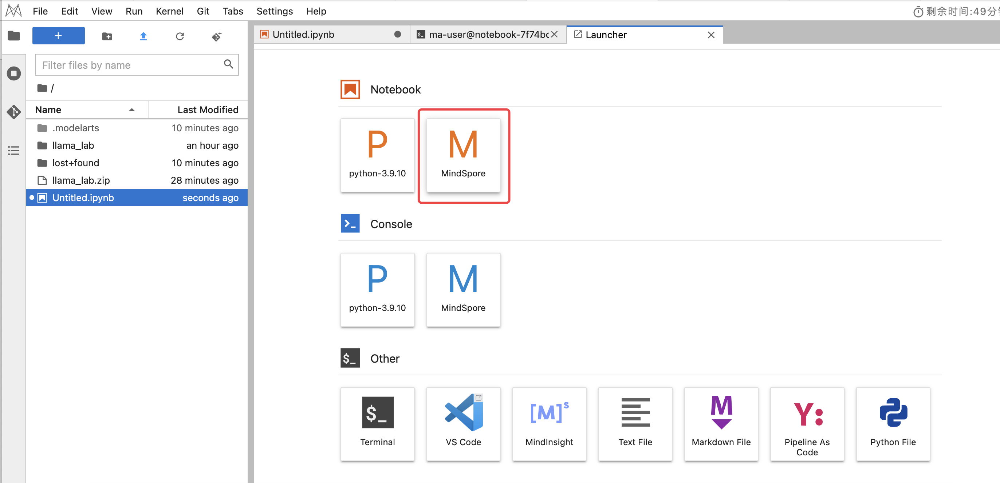 File Edit View Run Kernel Git Tabs Settings Help
剩余时间:49分
+
Filter files by name
/
Name Last Modified
.modelarts 10 minutes ago
llama_lab an hour ago
lost+found 10 minutes ago
llama_lab.zip 28 minutes ago
Untitled.ipynb seconds ago
Untitled.ipynb
$_ ma-user@notebook-7f74bc
Launcher
Notebook
P
python-3.9.10
M
MindSpore
>_ Console
P
python-3.9.10
M
MindSpore
$_ Other
$_
Terminal
VS Code
[M]s
MindInsight
Text File
M
Markdown File
Y:
Pipeline As
Code
Python File